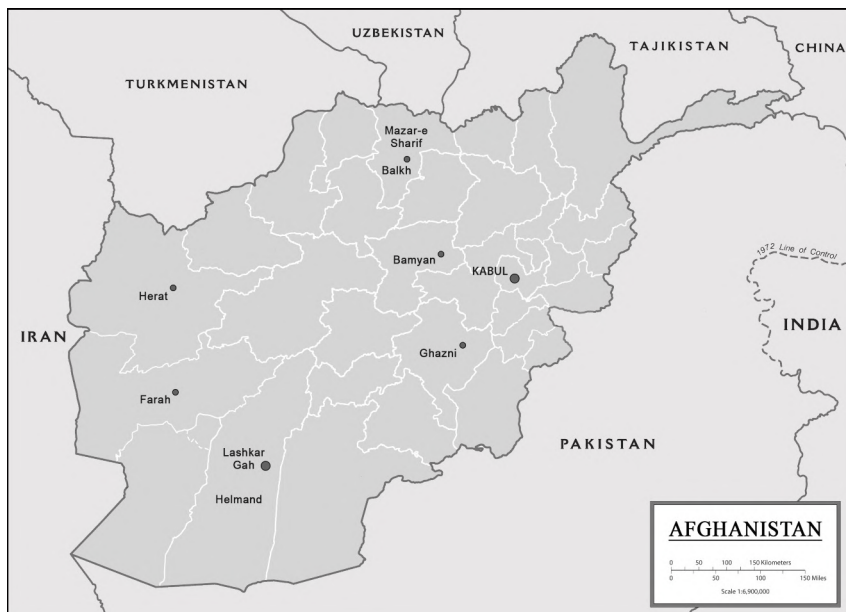 UZBEKISTAN
TAJIKISTAN
CHINA
TURKMENISTAN
Mazar-e
Sharif
Balkh
Bamyan
KABUL
1972 Line of Control
Herat
IRAN
INDIA
Ghazni
Farah
PAKISTAN
Lashkar
Gah
Helmand
AFGHANISTAN
0 50 100 150 Kilometers
0 50 100 150 Miles
Scale 1:6,900,000